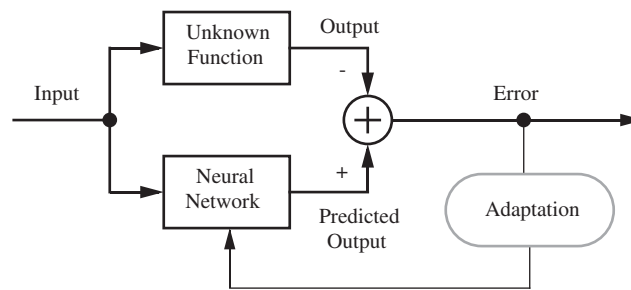 Unknown
Function
Output
-
Input
Error
+
Neural
Network
Predicted
Output
Adaptation